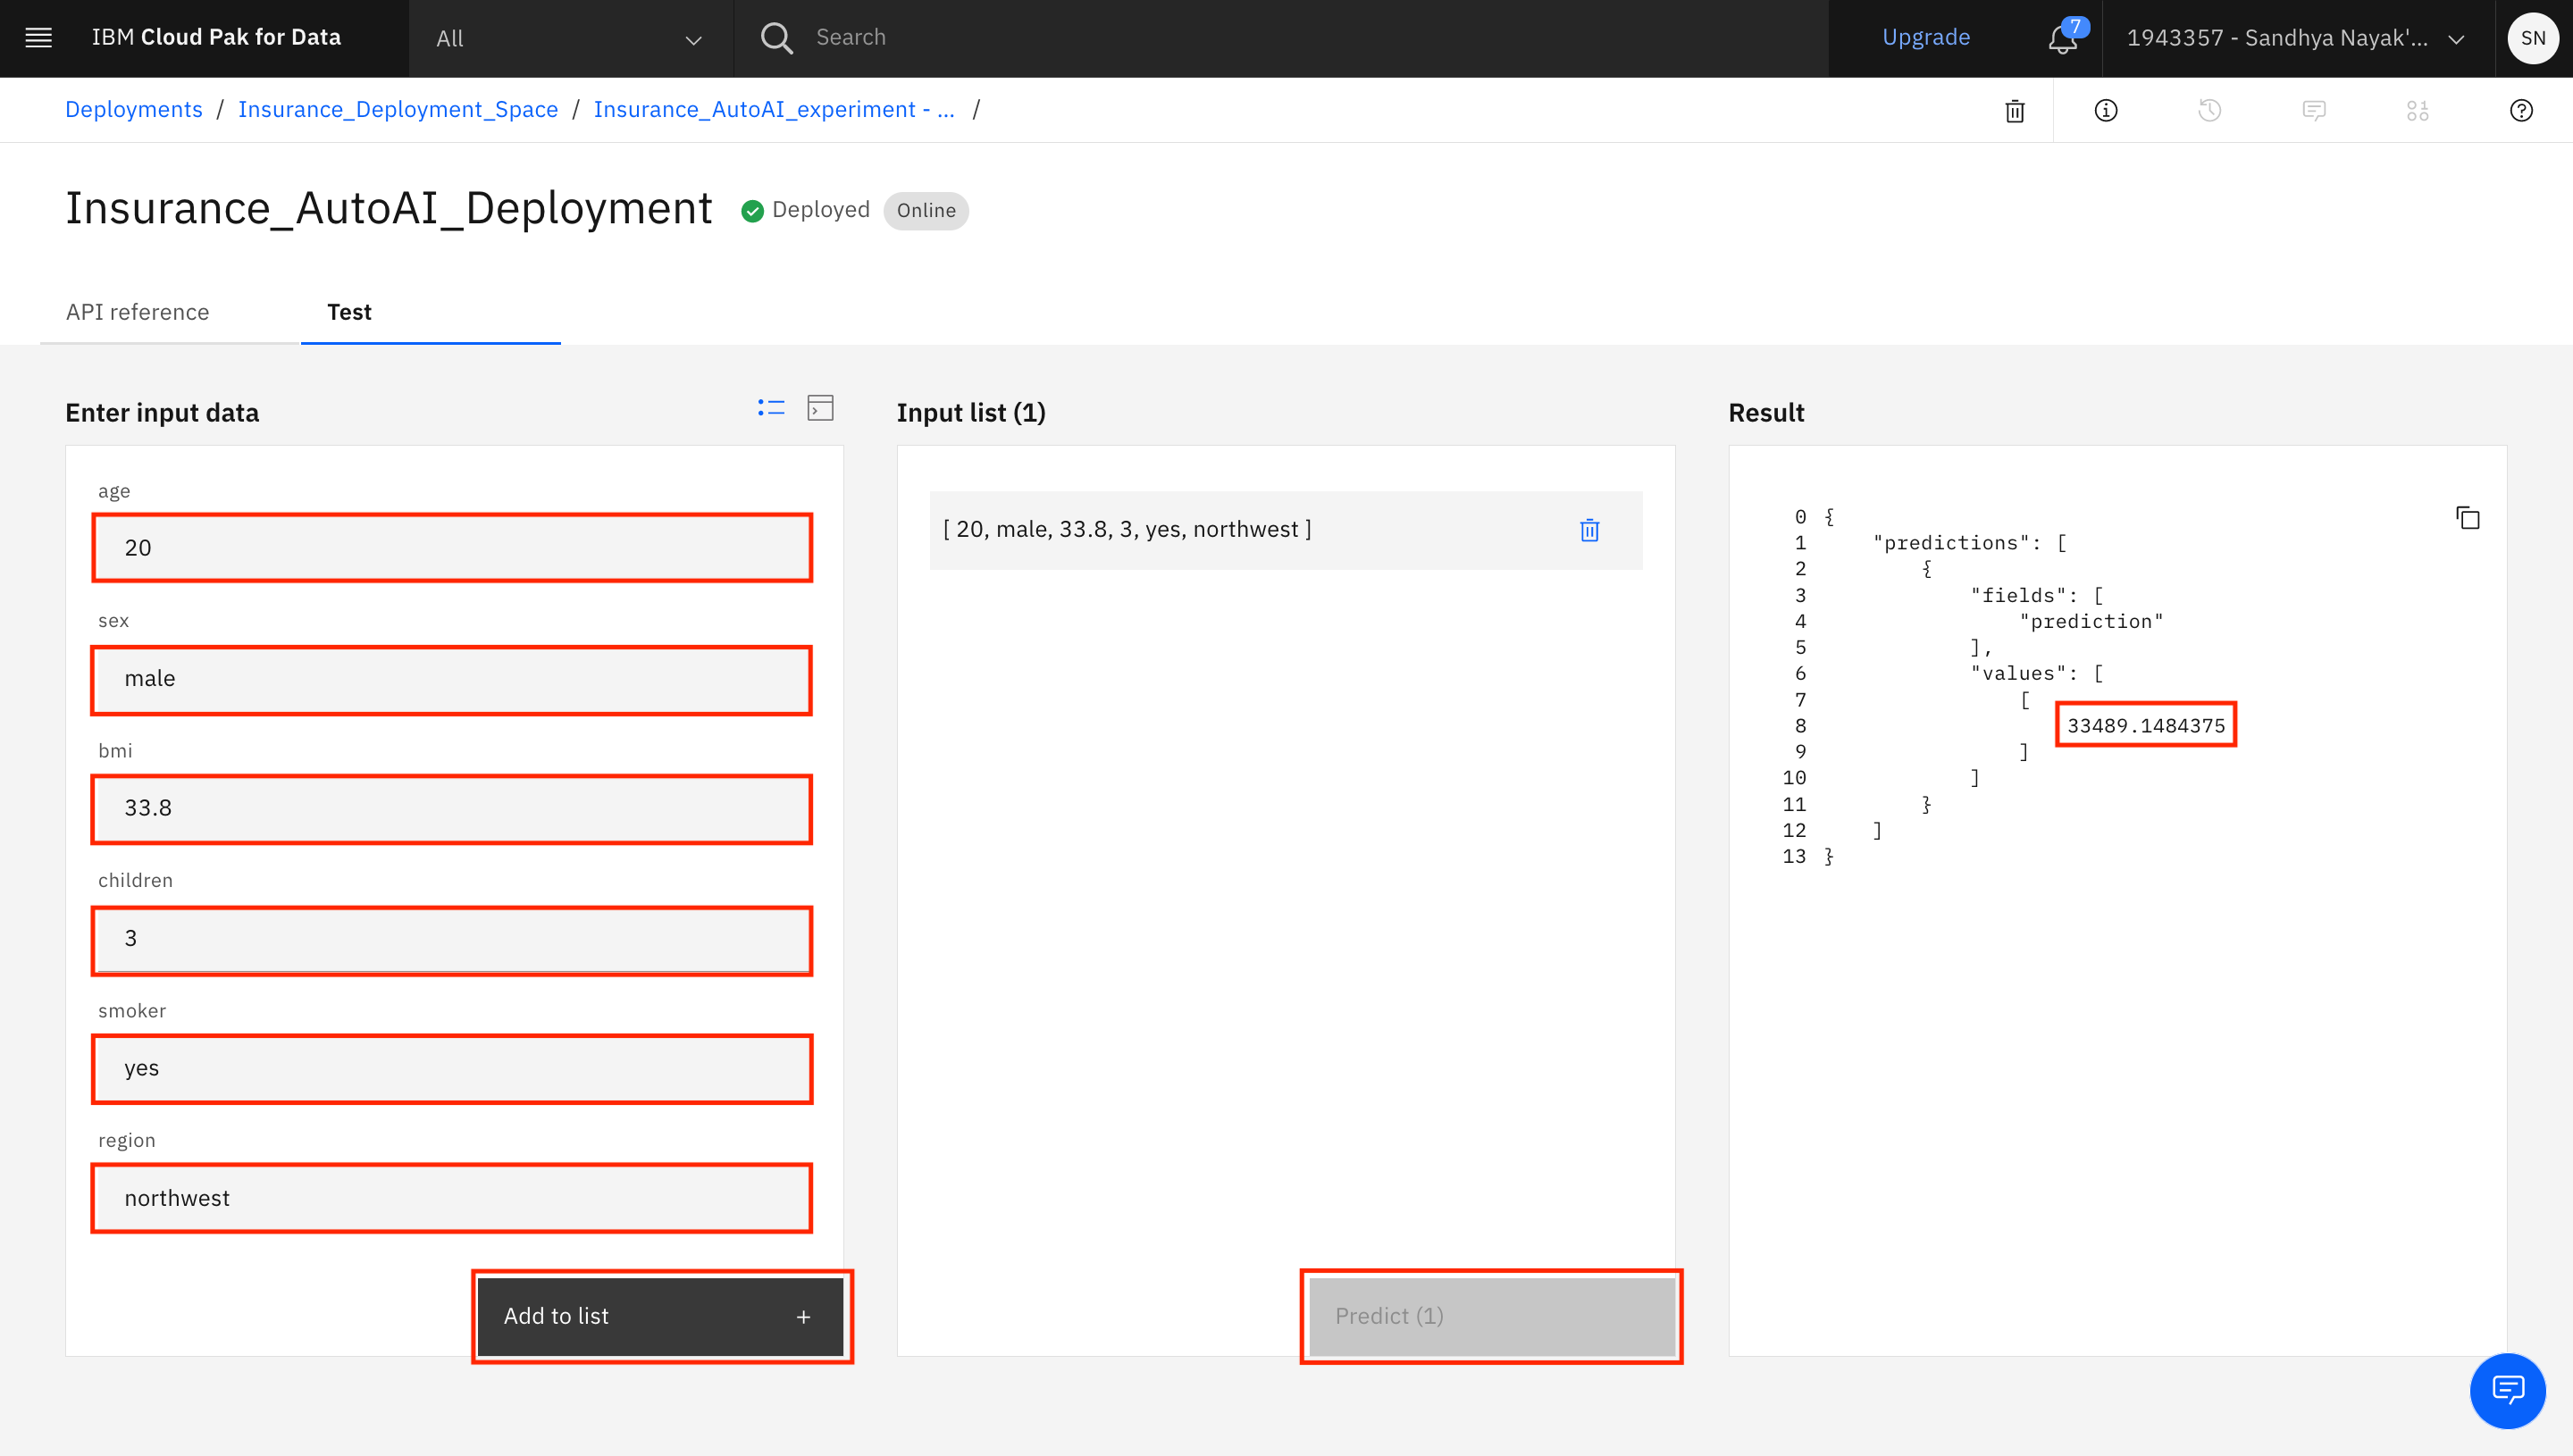 IBM Cloud Pak for Data
All
Search
Upgrade
7
1943357 - Sandhya Nayak'...
SN
Deployments / Insurance_Deployment_Space / Insurance_AutoAI_experiment - ... /
Insurance_AutoAI_Deployment
Deployed
Online
API reference
Test
Enter input data
age
20
sex
male
bmi
33.8
children
3
smoker
yes
region
northwest
Add to list +
Input list (1)
[ 20, male, 33.8, 3, yes, northwest ]
Predict (1)
Result
0 {
1 "predictions": [
2 {
3 "fields": [
4 "prediction"
5 ],
6 "values": [
7 [
8 33489.1484375
9 ]
10 ]
11 }
12 ]
13 }